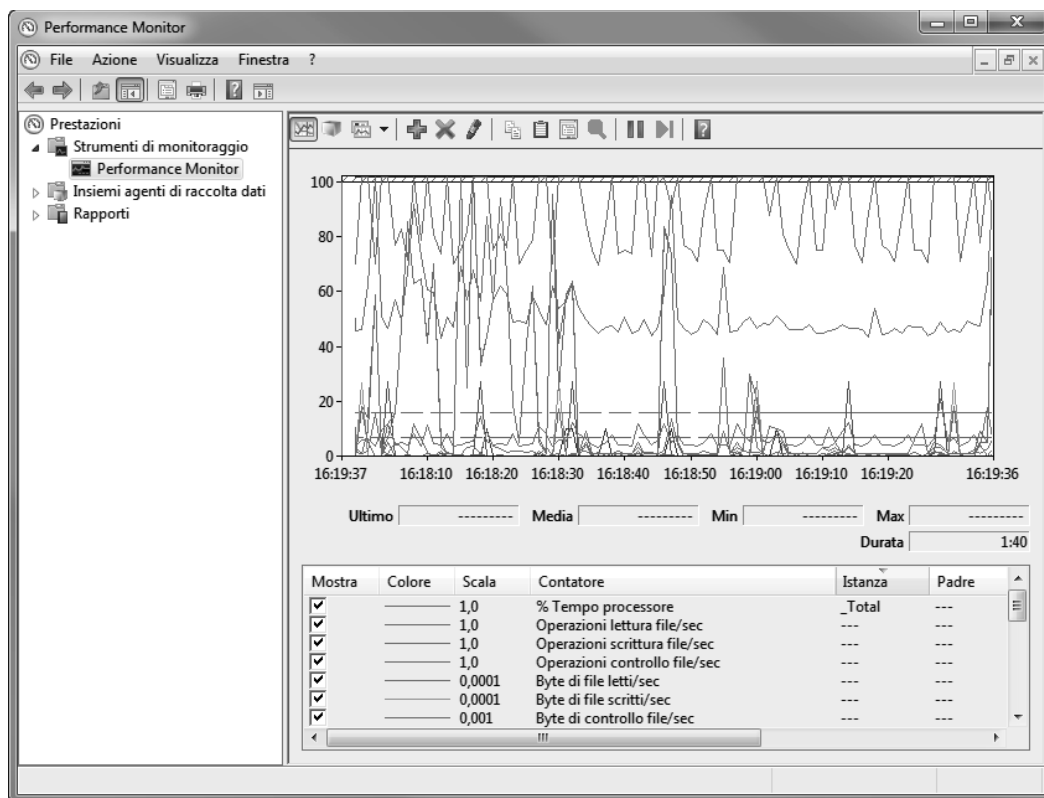 Performance Monitor
File Azione Visualizza Finestra ?
Prestazioni
Strumenti di monitoraggio
Performance Monitor
Insiemi agenti di raccolta dati
Rapporti
100
80
60
40
20
0
16:19:37 16:18:10 16:18:20 16:18:30 16:18:40 16:18:50 16:19:00 16:19:10 16:19:20 16:19:36
Ultimo --------- Media --------- Min --------- Max ---------
Durata 1:40
Mostra Colore Scala Contatore Istanza Padre
1,0 % Tempo processore _Total ---
1,0 Operazioni lettura file/sec --- ---
1,0 Operazioni scrittura file/sec --- ---
1,0 Operazioni controllo file/sec --- ---
0,0001 Byte di file letti/sec --- ---
0,0001 Byte di file scritti/sec --- ---
0,001 Byte di controllo file/sec --- ---